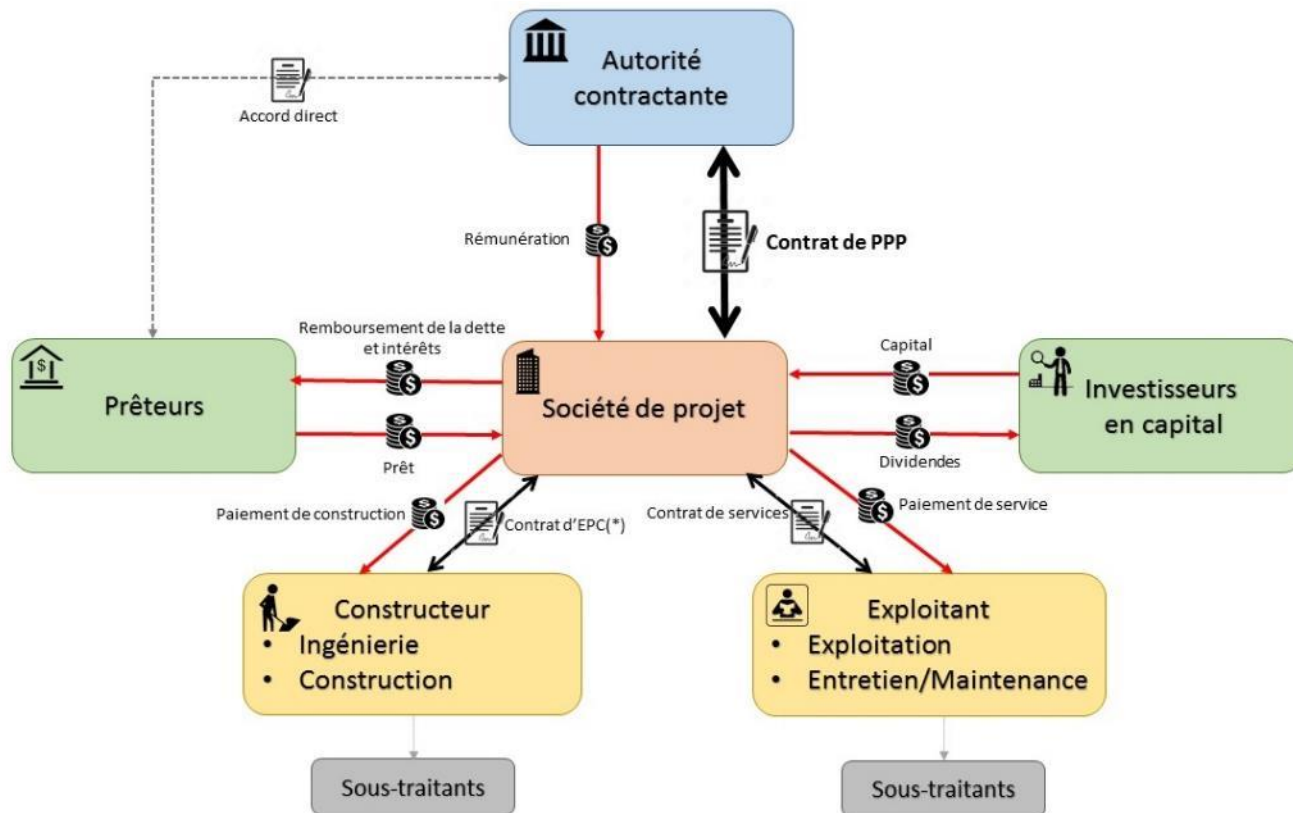 Autorité
contractante
Accord direct
Rémúnération
Contrat de PPP
Remboursement de la dette
et intérêts
Capital
Prêteurs
Société de projet
Investisseurs
en capital
Prêt
Dividendes
Paiement de construction
Contrat d'EPC(*)
Contrat de services
Paiement de service
Constructeur
• Ingénierie
• Construction
Exploitant
• Exploitation
• Entretien/Maintenance
Sous-traitants
Sous-traitants